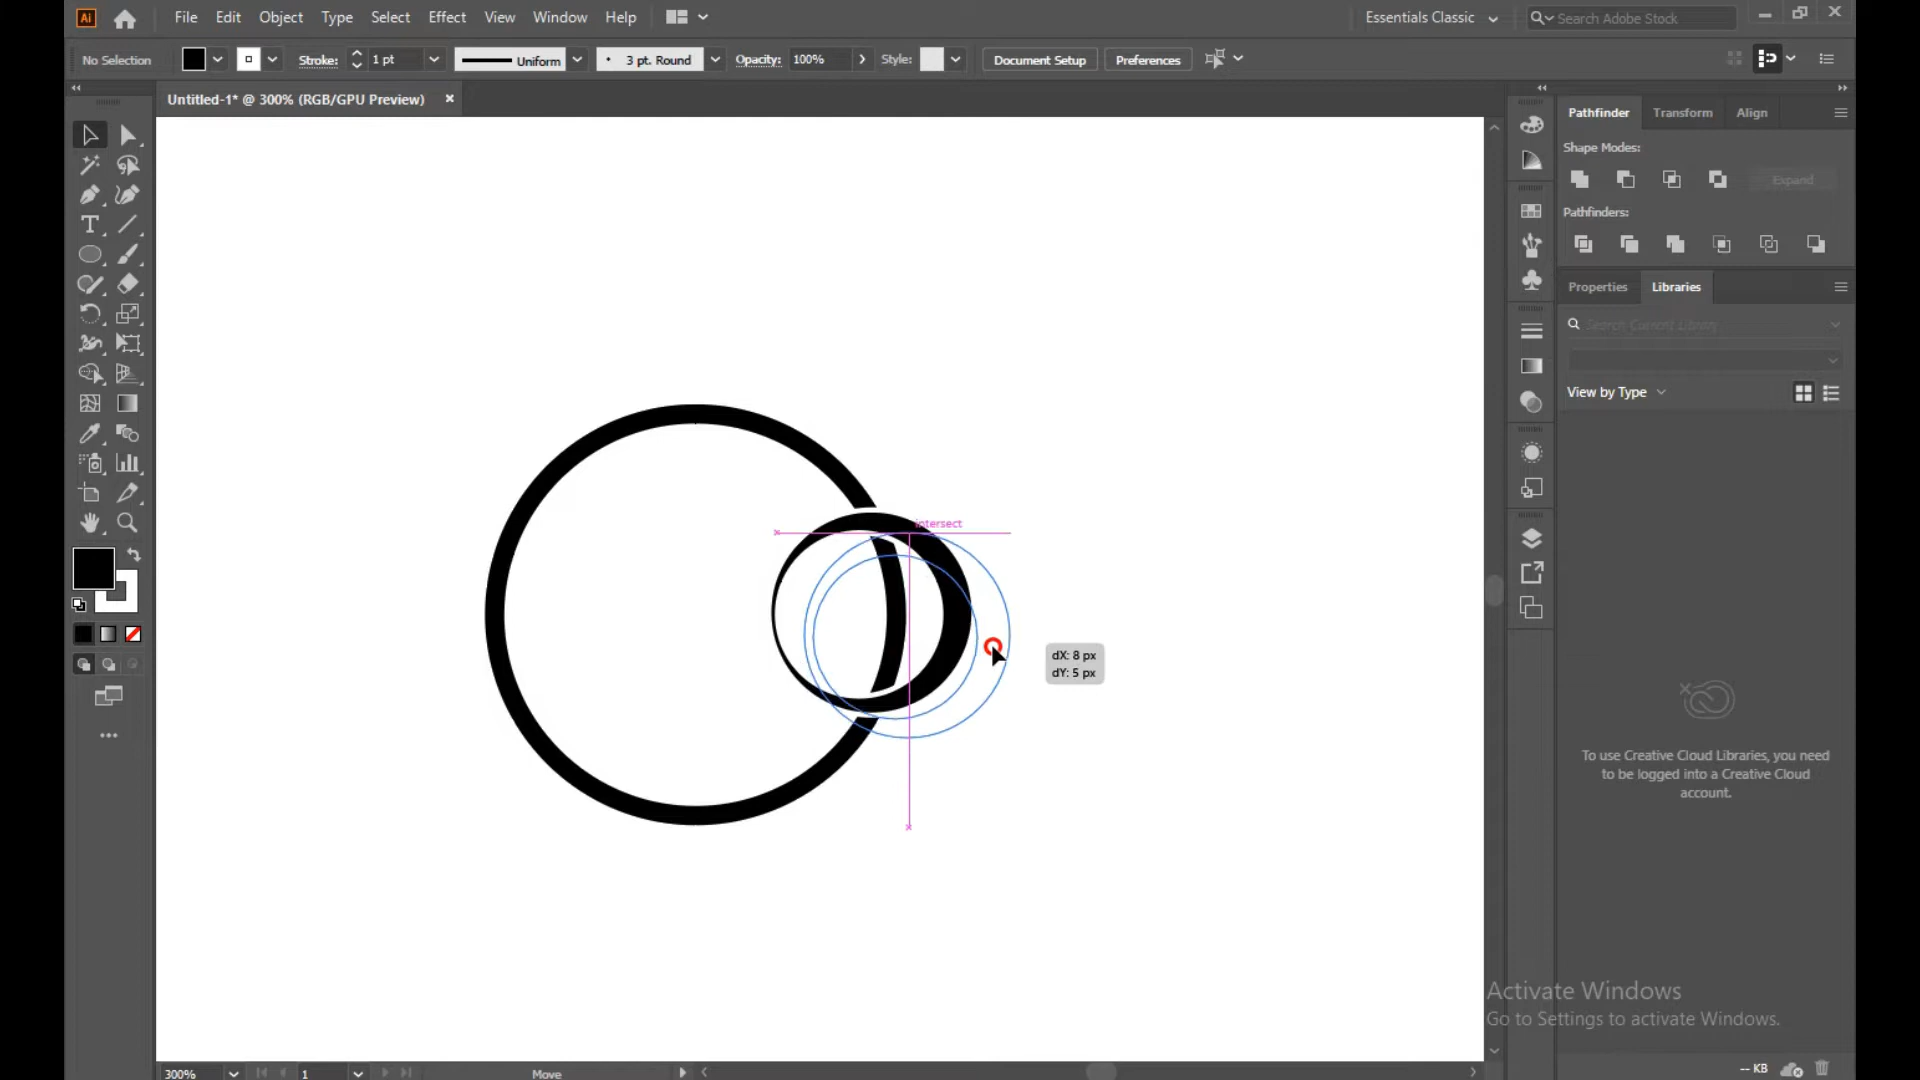 Ai File Edit Object Type Select Effect View Window Help Essentials Classic Search Adobe Stock
No Selection Stroke: 1 pt Uniform 3 pt. Round Opacity: 100% Style: Document Setup Preferences
Untitled-1* @ 300% (RGB/GPU Preview)
Pathfinder Transform Align
Shape Modes:
Expand
Pathfinders:
Properties Libraries
Search Current Library
View by Type
intersect
dX: 8 px
dY: 5 px
To use Creative Cloud Libraries, you need
to be logged into a Creative Cloud
account.
Activate Windows
Go to Settings to activate Windows.
300% 1 Move -- KB